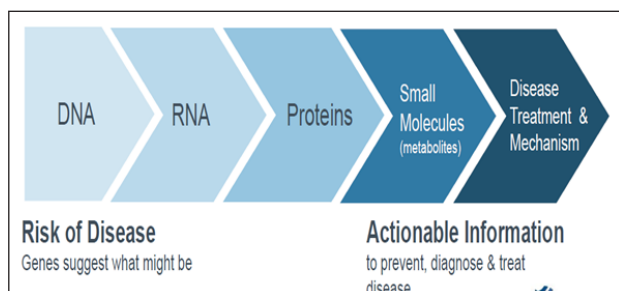 DNA
RNA
Proteins
Small
Molecules
(metabolites)
Disease
Treatment &
Mechanism
Risk of Disease
Genes suggest what might be
Actionable Information
to prevent, diagnose & treat
disease